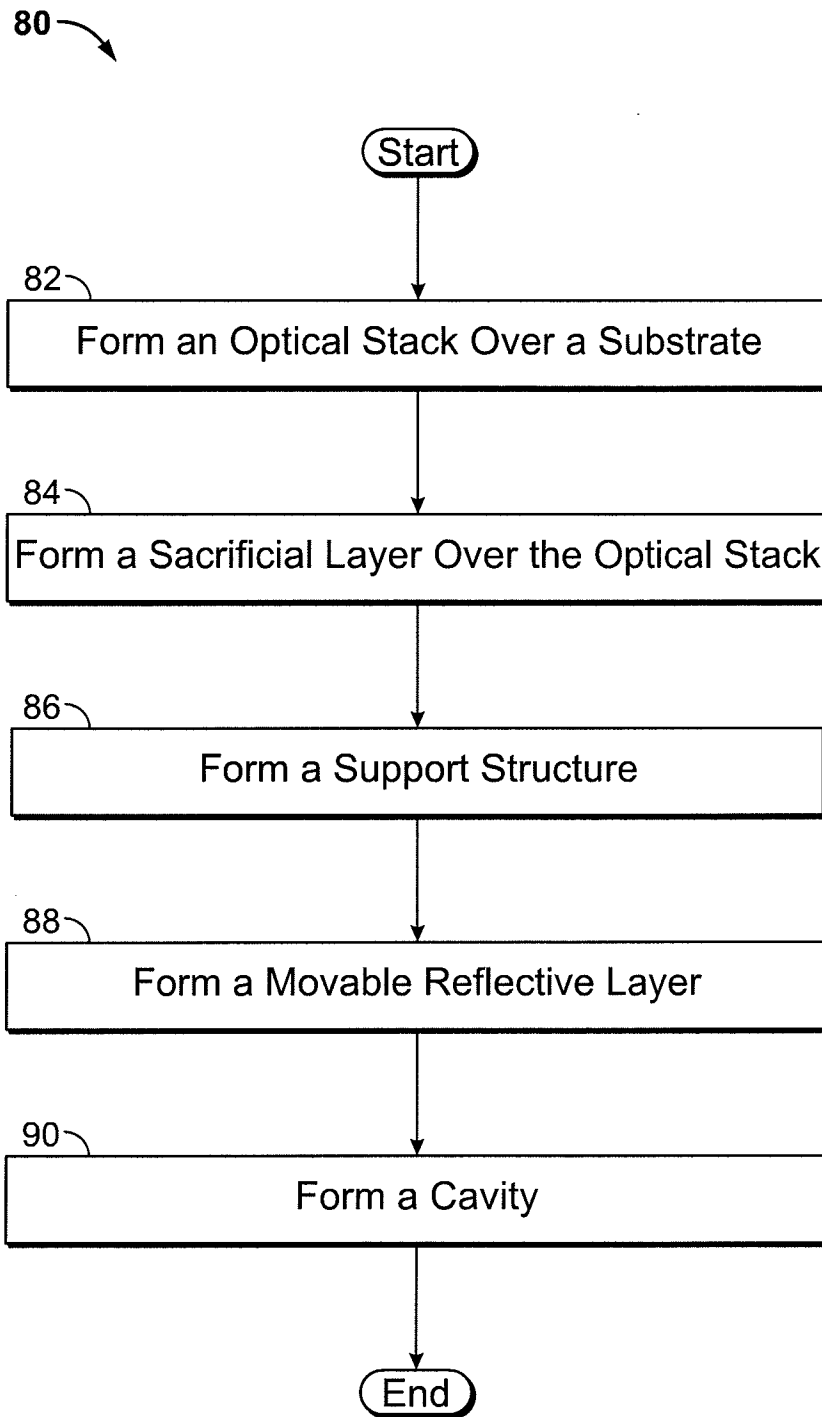 80
Start
82
Form an Optical Stack Over a Substrate
84
Form a Sacrificial Layer Over the Optical Stack
86
Form a Support Structure
88
Form a Movable Reflective Layer
90
Form a Cavity
End